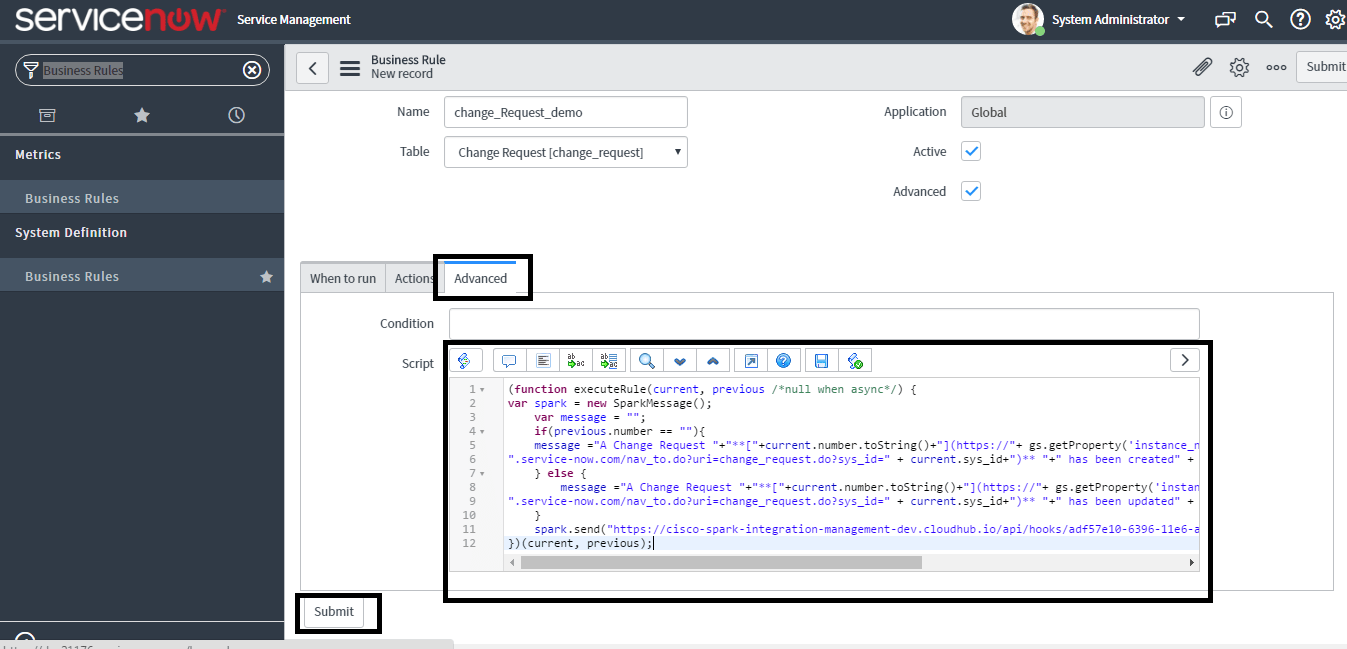 servicenow Service Management
System Administrator
Business Rules
Business Rule
New record
Submit
Metrics
Business Rules
System Definition
Business Rules
Name change_Request_demo
Application Global
Table Change Request [change_request]
Active
Advanced
When to run Actions Advanced
Condition
Script
1 (function executeRule(current, previous /*null when async*/) {
2 var spark = new SparkMessage();
3 var message = "";
4 if(previous.number == ""){
5 message ="A Change Request "+"**["+current.number.toString()+"](https://"+ gs.getProperty('instance_n
6 ".service-now.com/nav_to.do?uri=change_request.do?sys_id=" + current.sys_id+")** "+" has been created" +
7 } else {
8 message ="A Change Request "+"**["+current.number.toString()+"](https://"+ gs.getProperty('instan
9 ".service-now.com/nav_to.do?uri=change_request.do?sys_id=" + current.sys_id+")** "+" has been updated" +
10 }
11 spark.send("https://cisco-spark-integration-management-dev.cloudhub.io/api/hooks/adf57e10-6396-11e6-a
12 })(current, previous);
Submit